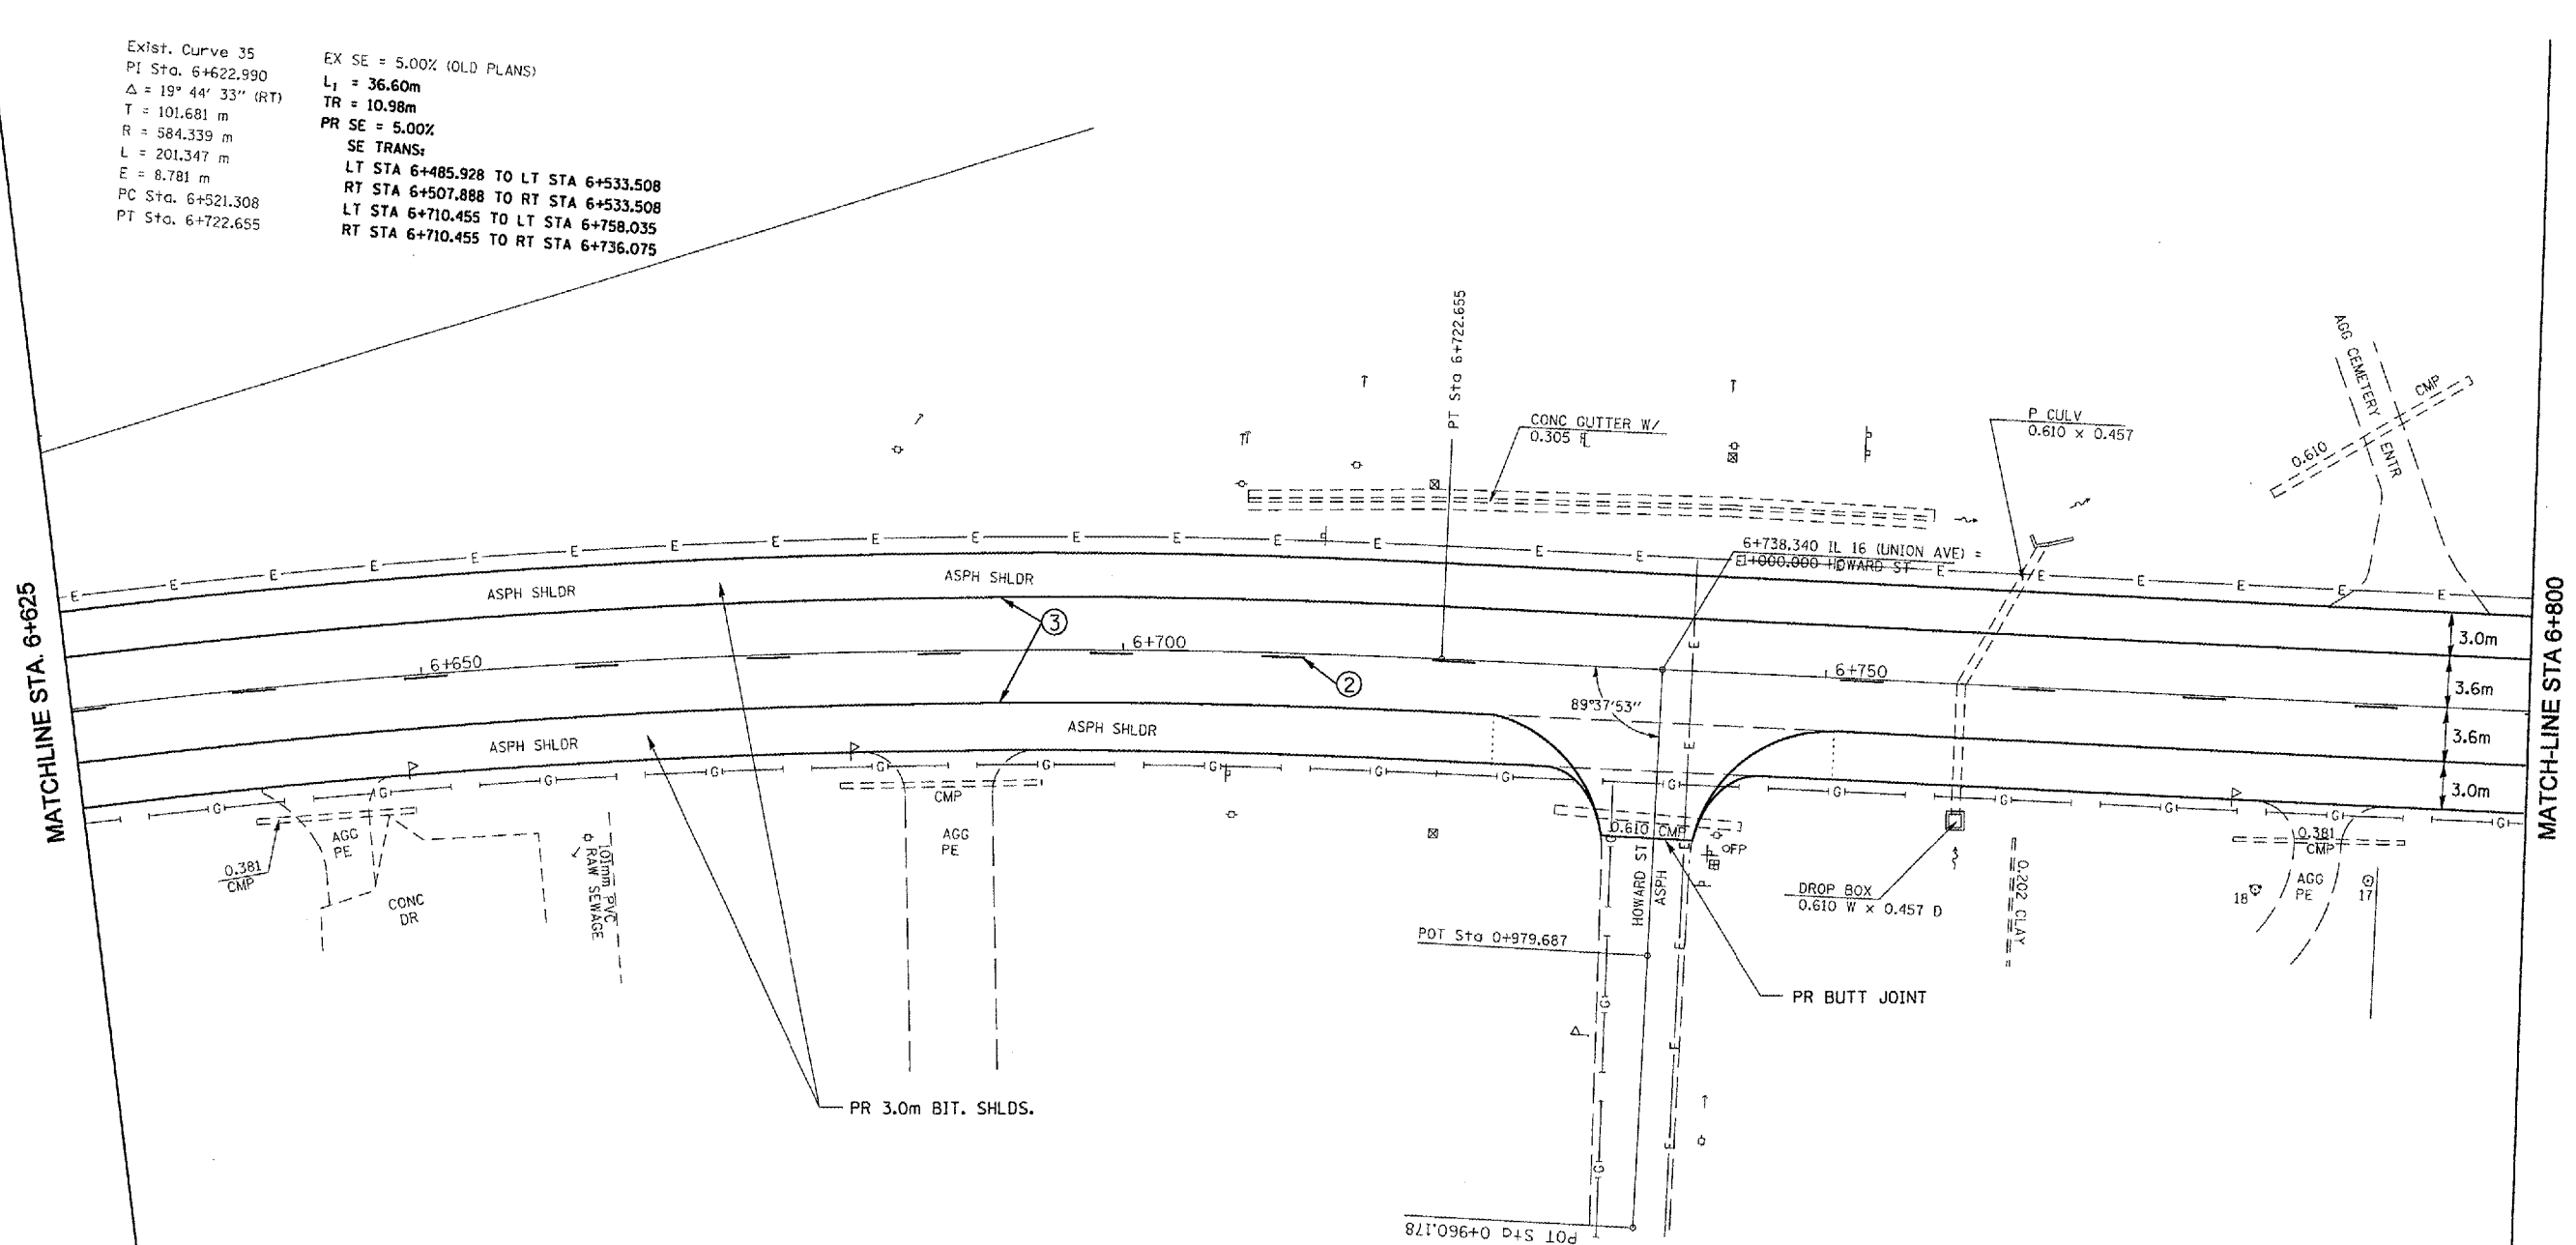 Exist. Curve 35
PI Sta. 6+622.990
Δ = 19° 44' 33" (RT)
T = 101.681 m
R = 584.339 m
L = 201.347 m
E = 8.781 m
PC Sta. 6+521.308
PT Sta. 6+722.655
EX SE = 5.00% (OLD PLANS)
L₁ = 36.60m
TR = 10.98m
PR SE = 5.00%
SE TRANS:
LT STA 6+485.928 TO LT STA 6+533.508
RT STA 6+507.888 TO RT STA 6+533.508
LT STA 6+710.455 TO LT STA 6+758.035
RT STA 6+710.455 TO RT STA 6+736.075
MATCHLINE STA. 6+625
MATCH-LINE STA 6+800
PT Sta 6+722.655
CONC GUTTER W/
0.305 ℄
P CULV
0.610 x 0.457
AGG CEMETERY
ENTR
0.610
CMP
6+738.340 IL 16 (UNION AVE) =
1+000.000 HOWARD ST
E E E E E E E E E E E E E E E E E E E E E E
ASPH SHLDR
ASPH SHLDR
3
6+650
6+700
2
6+750
89°37'53"
3.0m
3.6m
3.6m
3.0m
ASPH SHLDR
ASPH SHLDR
G G G G G G G G G G G G G G G
0.381
CMP
AGG
PE
CONC
DR
101mm PVC
RAW SEWAGE
CMP
AGG
PE
0.610 CMP
OFP
HOWARD ST
ASPH
POT Sta 0+979.687
PR BUTT JOINT
DROP BOX
0.610 W x 0.457 D
0.202 CLAY
0.381
CMP
AGG
PE
18
17
PR 3.0m BIT. SHLDS.
POT Sta 0+960.178